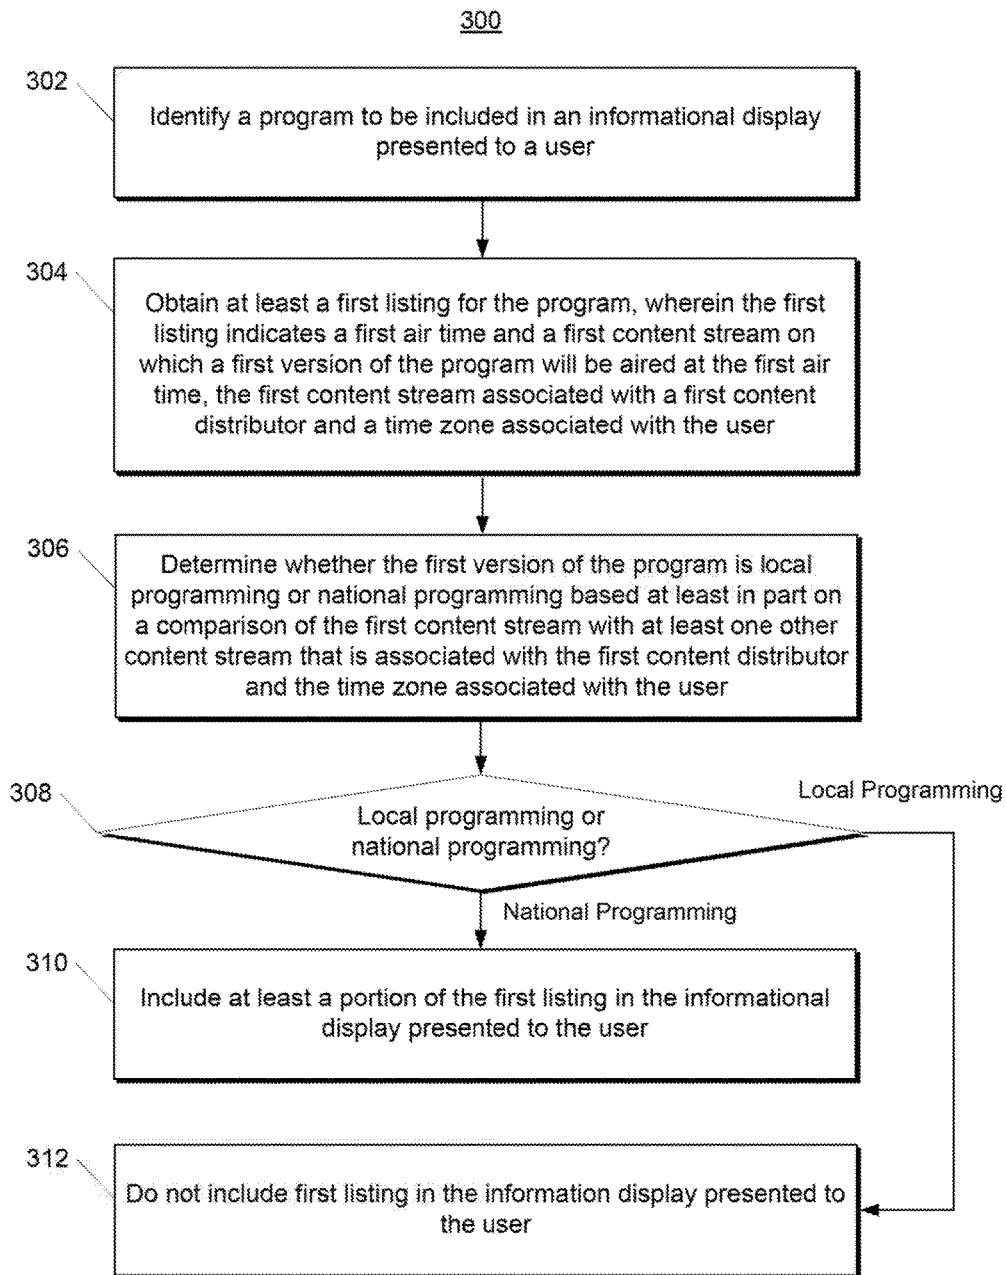 300
302
Identify a program to be included in an informational display
presented to a user
304
Obtain at least a first listing for the program, wherein the first
listing indicates a first air time and a first content stream on
which a first version of the program will be aired at the first air
time, the first content stream associated with a first content
distributor and a time zone associated with the user
306
Determine whether the first version of the program is local
programming or national programming based at least in part on
a comparison of the first content stream with at least one other
content stream that is associated with the first content distributor
and the time zone associated with the user
308
Local programming or
national programming?
Local Programming
National Programming
310
Include at least a portion of the first listing in the informational
display presented to the user
312
Do not include first listing in the information display presented to
the user